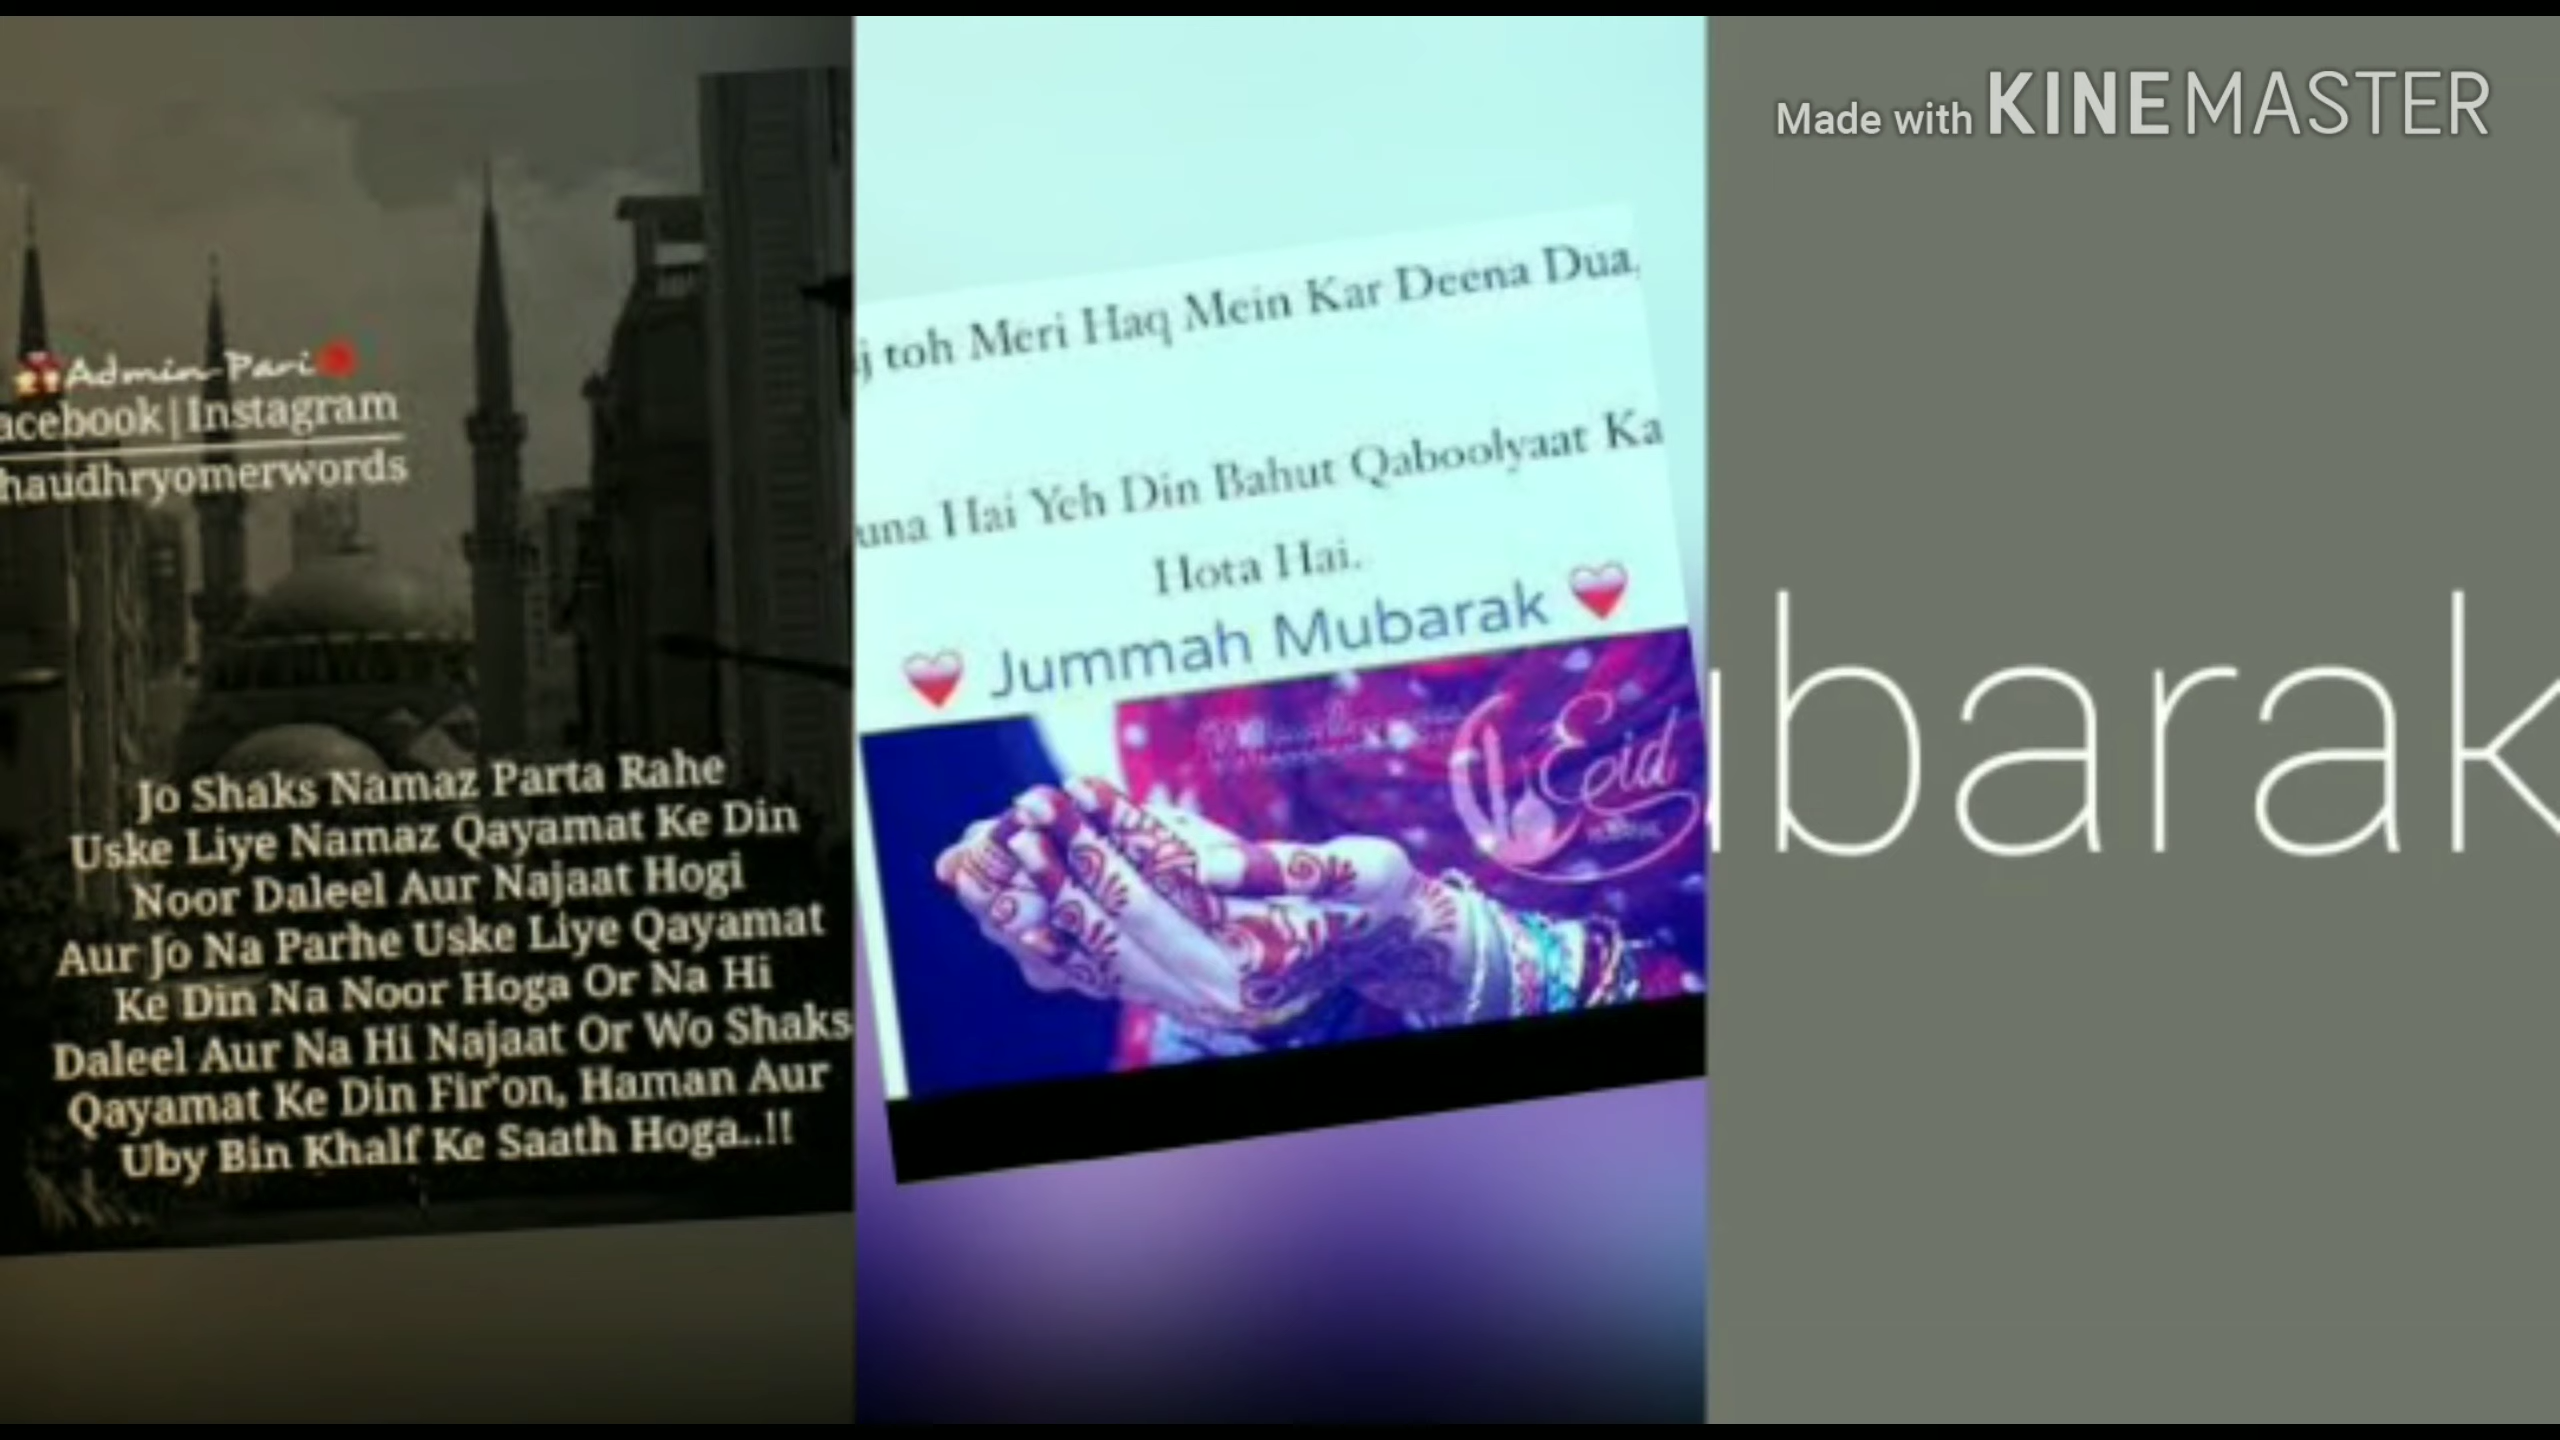 Made with KINEMASTER
Admin Pari
acebook|Instagram
haudhryomerwords
Jo Shaks Namaz Parta Rahe
Uske Liye Namaz Qayamat Ke Din
Noor Daleel Aur Najaat Hogi
Aur Jo Na Parhe Uske Liye Qayamat
Ke Din Na Noor Hoga Or Na Hi
Daleel Aur Na Hi Najaat Or Wo Shaks
Qayamat Ke Din Fir'on, Haman Aur
Uby Bin Khalf Ke Saath Hoga..!!
j toh Meri Haq Mein Kar Deena Dua,
una Hai Yeh Din Bahut Qaboolyaat Ka
Hota Hai.
Jummah Mubarak
Eid
ubarak